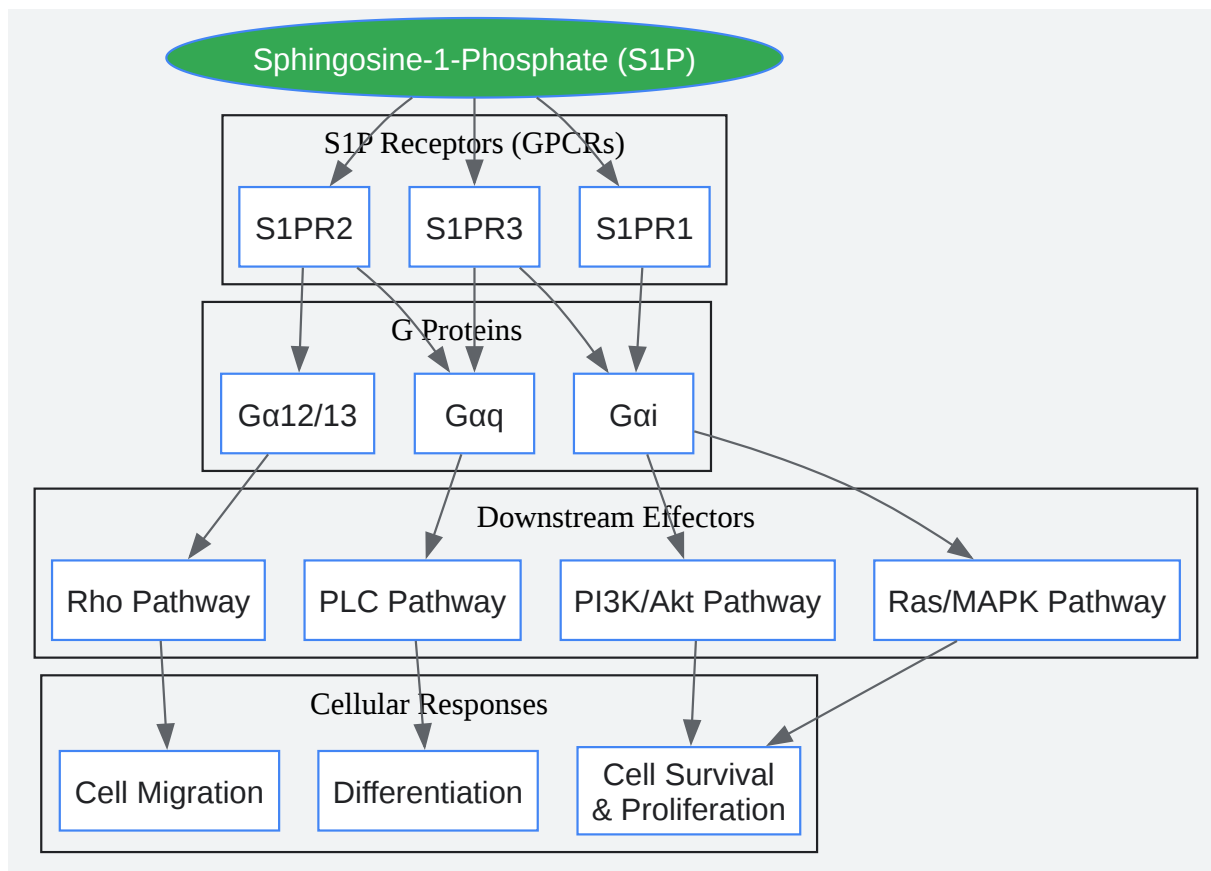 Sphingosine-1-Phosphate (S1P)
S1P Receptors (GPCRs)
S1PR2
S1PR3
S1PR1
G Proteins
Gα12/13
Gαq
Gαi
Downstream Effectors
Rho Pathway
PLC Pathway
PI3K/Akt Pathway
Ras/MAPK Pathway
Cellular Responses
Cell Migration
Differentiation
Cell Survival
& Proliferation